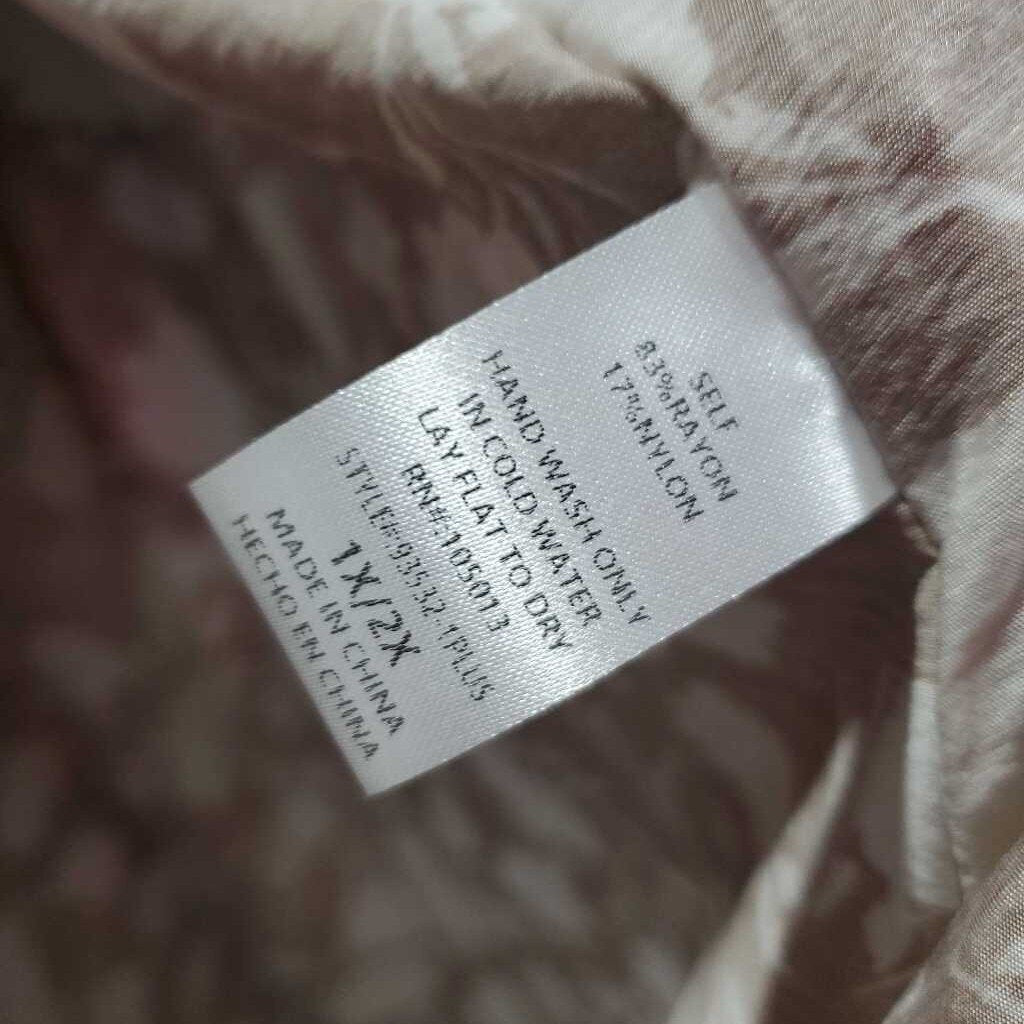 SELF
83%RAYON
17%NYLON
HAND WASH ONLY
IN COLD WATER
LAY FLAT TO DRY
RN#:105013
STYLE#:93532-1PLUS
1X/2X
MADE IN CHINA
HECHO EN CHINA